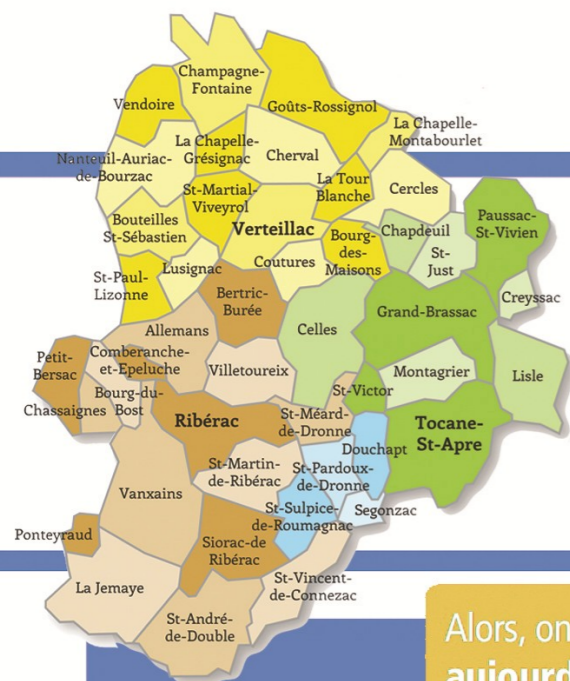 Champagne-
Fontaine
Vendoire
Goûts-Rossignol
La Chapelle-
Montabourlet
La Chapelle-
Grésignac
Cherval
Nanteuil-Auriac-
de-Bourzac
La Tour
Blanche
Cercles
St-Martial-
Viveyrol
Paussac-
St-Vivien
Bouteilles
St-Sébastien
Verteillac
Chapdeuil
Bourg-
des-
Maisons
St-
Just
Coutures
Lusignac
St-Paul-
Lizonne
Creyssac
Bertric-
Burée
Grand-Brassac
Allemans
Celles
Petit-
Bersac
Comberanche-
et-Epeluche
Villetoureix
Montagrier
Lisle
St-Victor
Bourg-du-
Bost
Chassaignes
Ribérac
St-Méard-
de-Dronne
Tocane-
St-Apre
Douchapt
St-Martin-
de-Ribérac
St-Pardoux-
de-Dronne
Vanxains
St-Sulpice-
de-Roumagnac
Segonzac
Ponteyraud
Siorac-de
Ribérac
La Jemaye
St-Vincent-
de-Connezac
St-André-
de-Double
Alors, on
aujourd